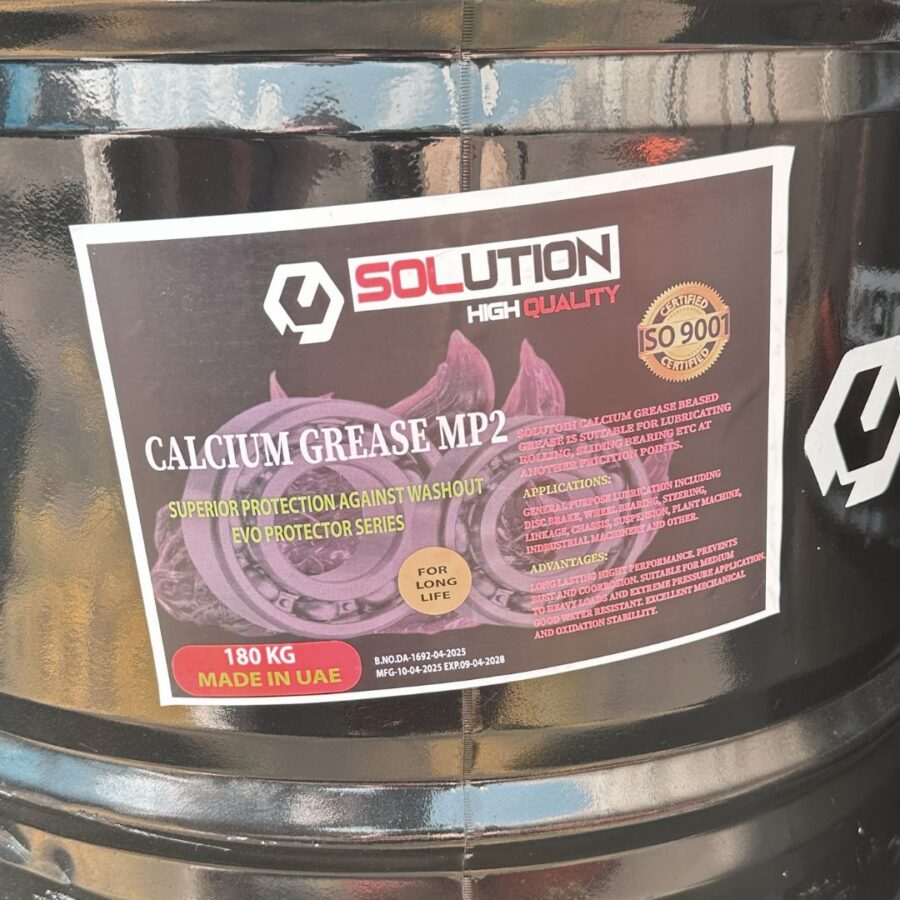 SOLUTION
HIGH QUALITY
CERTIFIED
ISO 9001
CERTIFIED
CALCIUM GREASE MP2
SUPERIOR PROTECTION AGAINST WASHOUT
EVO PROTECTOR SERIES
FOR
LONG
LIFE
SOLUTOIN CALCIUM GREASE BEASED
GREASE IS SUITABLE FOR LUBRICATING
ROLLING, SLIDING BEARING ETC AT
ANOTHER FRICTION POINTS.
APPLICATIONS:
GENERAL PURPOSE LUBRICATION INCLUDING
DISC BRAKE, WHEEL BEARING, STEERING,
LINKAGE, CHASSIS, SUSPENSION, PLANT MACHINE,
INDRUSTRIAL MACHINERY AND OTHER.
ADVANTAGES:
LONG LASTING HIGHT PERFORMANCE. PREVENTS
RUST AND COORROSION. SUITABLE FOR MEDIUM
TO HEAVY LOADS AND EXTREME PRESSURE APPLICATION.
GOOD WATER RESISTANT. EXCELLENT MECHANICAL
AND OXIDATION STABILLITY.
180 KG
MADE IN UAE
B.NO.DA-1692-04-2025
MFG-10-04-2025 EXP.09-04-2028